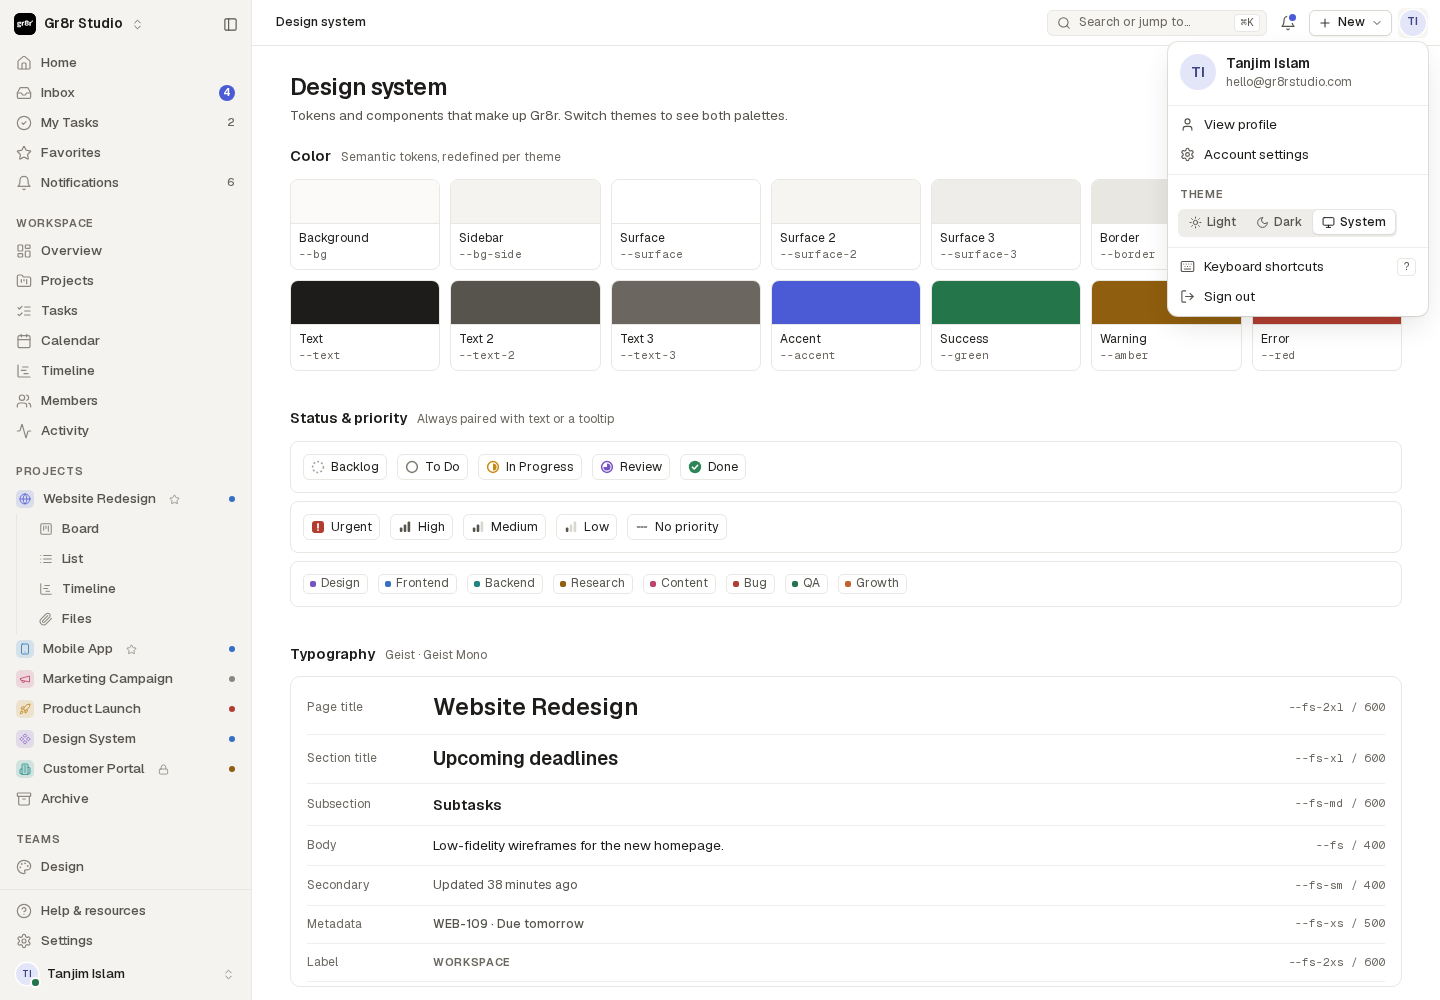 gr8r Gr8r Studio
Home
Inbox 4
My Tasks 2
Favorites
Notifications 6
WORKSPACE
Overview
Projects
Tasks
Calendar
Timeline
Members
Activity
PROJECTS
Website Redesign
Board
List
Timeline
Files
Mobile App
Marketing Campaign
Product Launch
Design System
Customer Portal
Archive
TEAMS
Design
Help & resources
Settings
TI Tanjim Islam
Design system
Search or jump to... ⌘K
New
TI
TI Tanjim Islam
hello@gr8rstudio.com
View profile
Account settings
THEME
Light Dark System
Keyboard shortcuts ?
Sign out
Design system
Tokens and components that make up Gr8r. Switch themes to see both palettes.
Color Semantic tokens, redefined per theme
Background Sidebar Surface Surface 2 Surface 3 Border
--bg --bg-side --surface --surface-2 --surface-3 --border
Text Text 2 Text 3 Accent Success Warning Error
--text --text-2 --text-3 --accent --green --amber --red
Status & priority Always paired with text or a tooltip
Backlog To Do In Progress Review Done
Urgent High Medium Low No priority
Design Frontend Backend Research Content Bug QA Growth
Typography Geist · Geist Mono
Page title Website Redesign --fs-2xl / 600
Section title Upcoming deadlines --fs-xl / 600
Subsection Subtasks --fs-md / 600
Body Low-fidelity wireframes for the new homepage. --fs / 400
Secondary Updated 38 minutes ago --fs-sm / 400
Metadata WEB-109 · Due tomorrow --fs-xs / 500
Label WORKSPACE --fs-2xs / 600